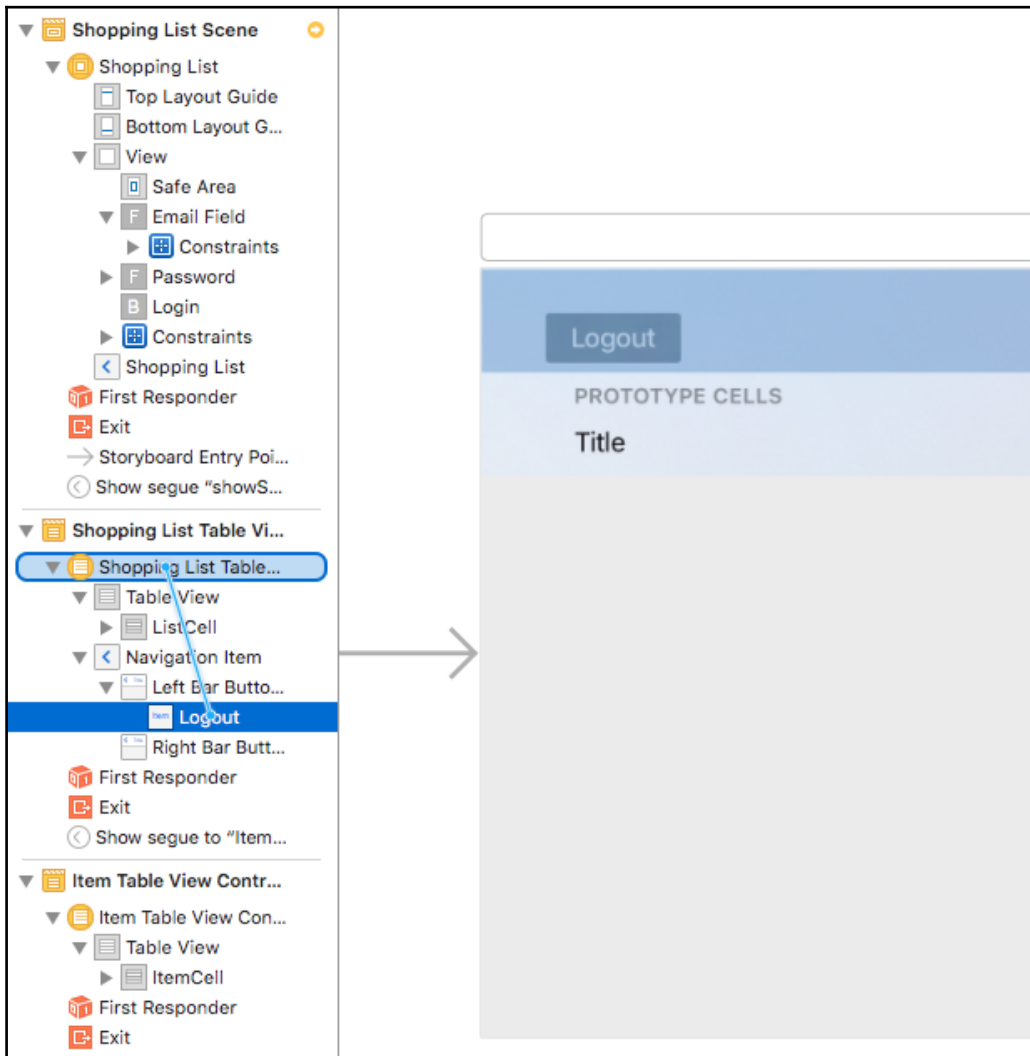 Shopping List Scene
Shopping List
Top Layout Guide
Bottom Layout G...
View
Safe Area
F Email Field
Constraints
F Password
B Login
Constraints
Shopping List
First Responder
Exit
Storyboard Entry Poi...
Show segue “showS...
Shopping List Table Vi...
Shopping List Table...
Table View
ListCell
Navigation Item
Left Bar Butto...
Item Logout
Right Bar Butt...
First Responder
Exit
Show segue to “Item...
Item Table View Contr...
Item Table View Con...
Table View
ItemCell
First Responder
Exit
Logout
PROTOTYPE CELLS
Title